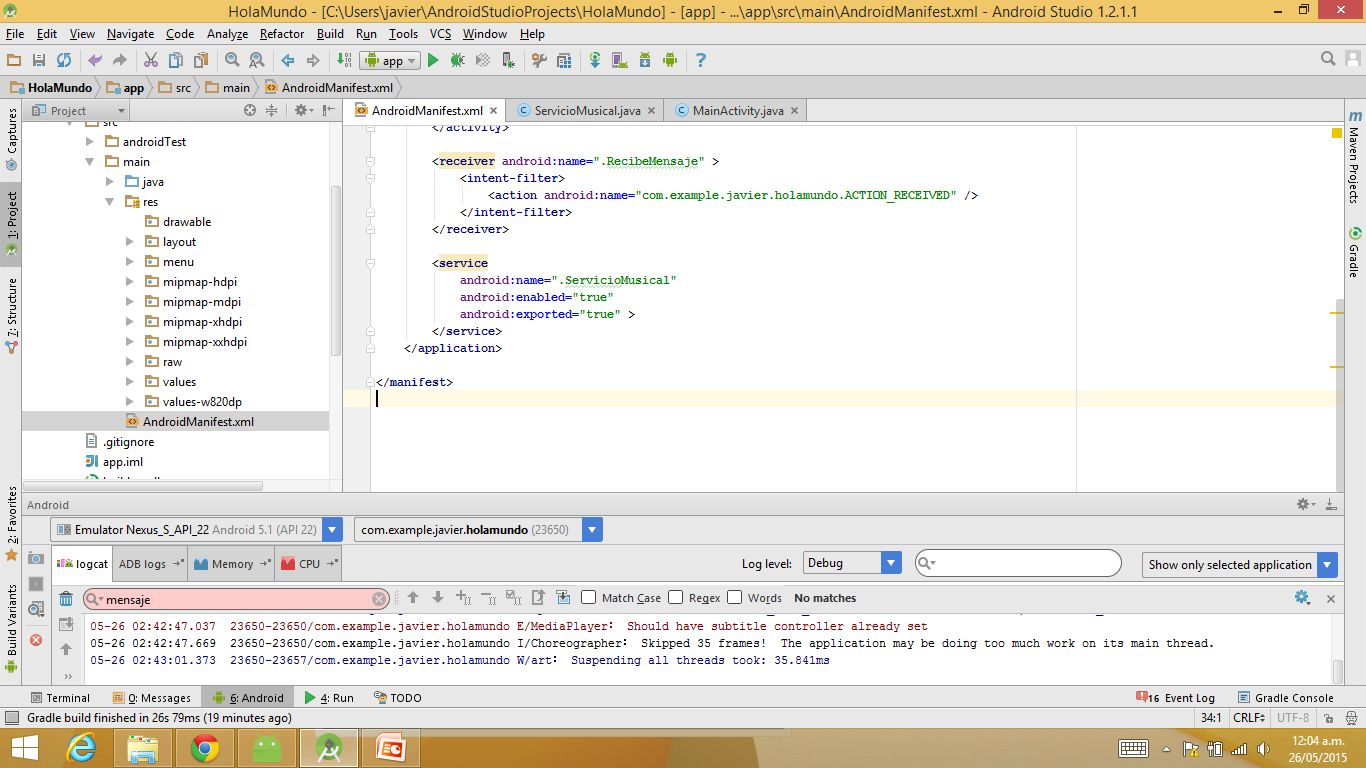 HolaMundo - [C:\Users\javier\AndroidStudioProjects\HolaMundo] - [app] - ...\app\src\main\AndroidManifest.xml - Android Studio 1.2.1.1
File Edit View Navigate Code Analyze Refactor Build Run Tools VCS Window Help
app
HolaMundo app src main AndroidManifest.xml
Captures
1: Project
7: Structure
2: Favorites
Build Variants
Project
src
androidTest
main
java
res
drawable
layout
menu
mipmap-hdpi
mipmap-mdpi
mipmap-xhdpi
mipmap-xxhdpi
raw
values
values-w820dp
AndroidManifest.xml
.gitignore
app.iml
AndroidManifest.xml ServicioMusical.java MainActivity.java
</activity>
<receiver android:name=".RecibeMensaje" >
<intent-filter>
<action android:name="com.example.javier.holamundo.ACTION_RECEIVED" />
</intent-filter>
</receiver>
<service
android:name=".ServicioMusical"
android:enabled="true"
android:exported="true" >
</service>
</application>
</manifest>
m Maven Projects
Gradle
Android
Emulator Nexus_S_API_22 Android 5.1 (API 22) com.example.javier.holamundo (23650)
logcat ADB logs Memory CPU Log level: Debug Show only selected application
mensaje Match Case Regex Words No matches
05-26 02:42:47.037 23650-23650/com.example.javier.holamundo E/MediaPlayer: Should have subtitle controller already set
05-26 02:42:47.669 23650-23650/com.example.javier.holamundo I/Choreographer: Skipped 35 frames! The application may be doing too much work on its main thread.
05-26 02:43:01.373 23650-23657/com.example.javier.holamundo W/art: Suspending all threads took: 35.841ms
Terminal 0: Messages 6: Android 4: Run TODO 16 Event Log Gradle Console
Gradle build finished in 26s 79ms (19 minutes ago) 34:1 CRLF UTF-8
12:04 a.m.
26/05/2015